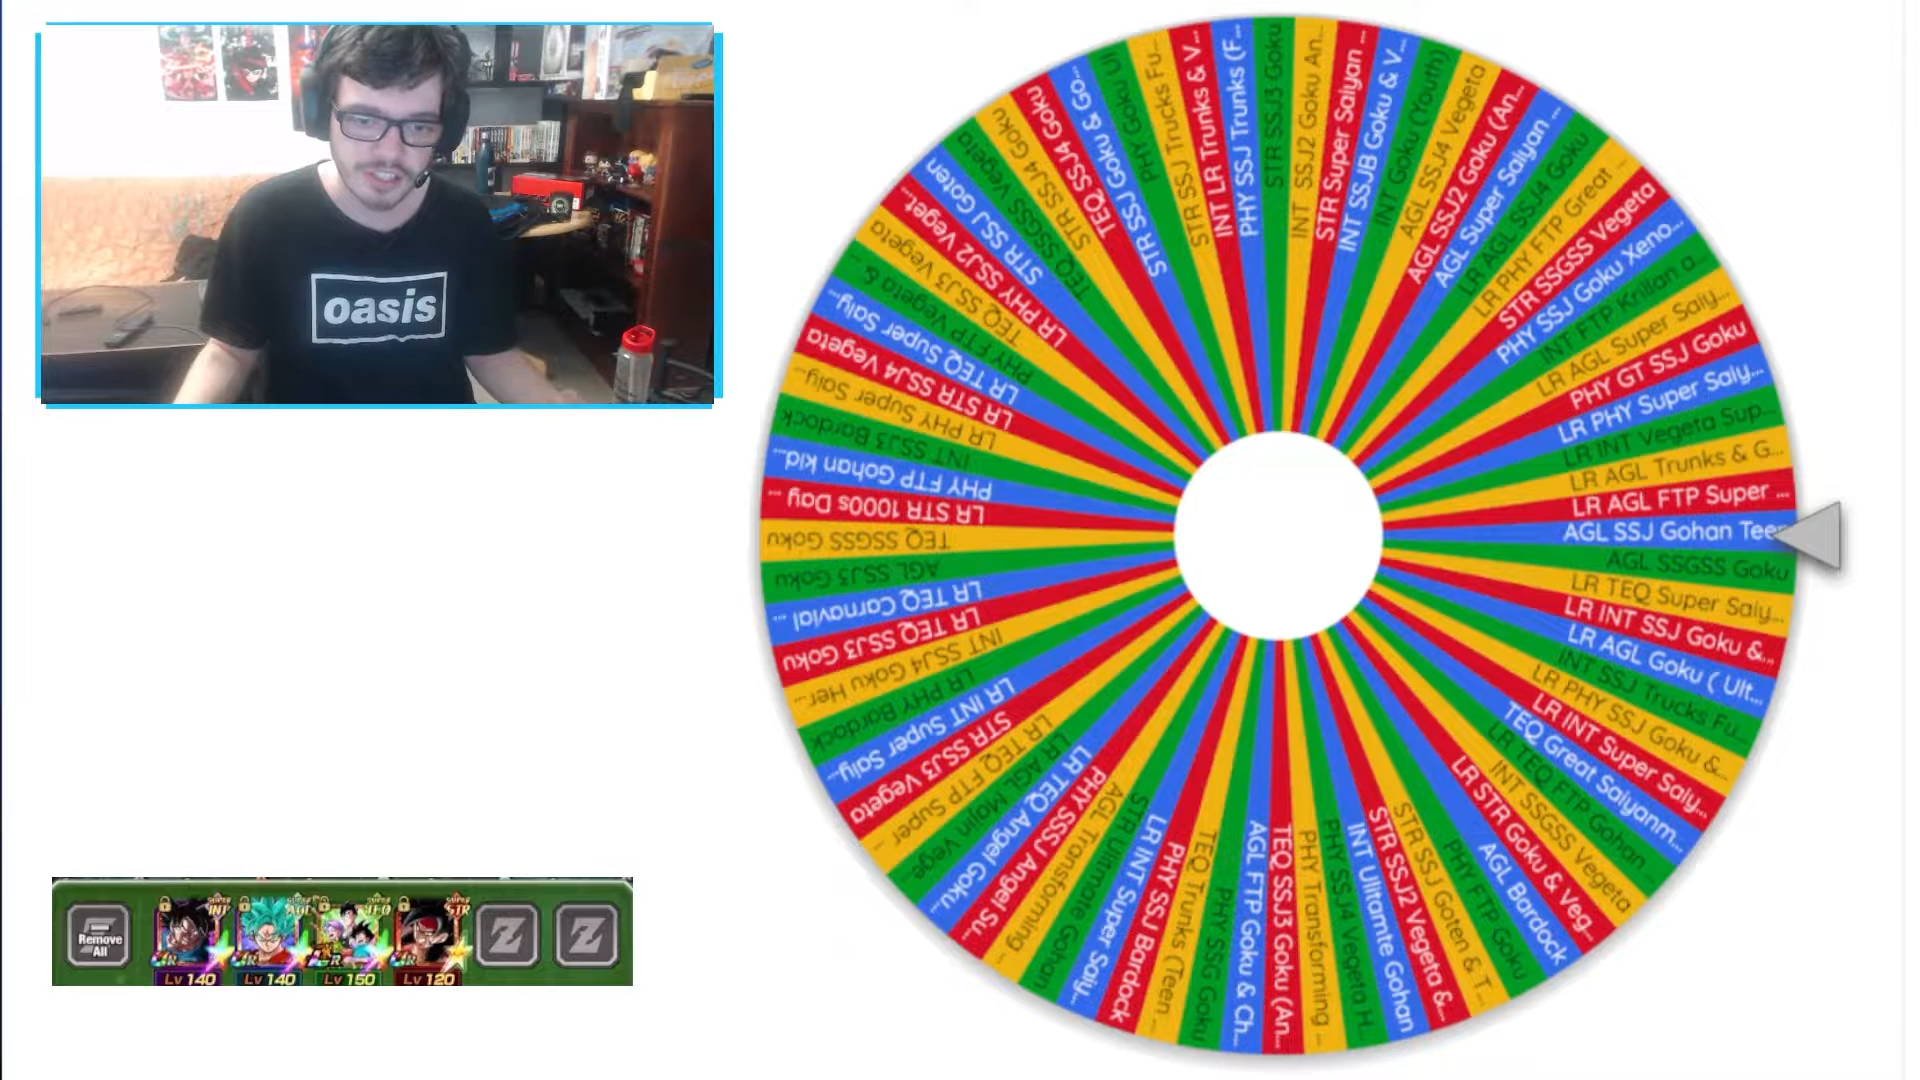 oasis
Remove
All
SUPER
INT
SUPER
AGL
SUPER
TEQ
SUPER
STR
Lv 140
Lv 140
Lv 150
Lv 120
STR SSJ3 Goku
INT SSJ2 Goku An...
STR Super Saiyan ...
INT SSJB Goku & V...
INT Goku (Youth)
AGL SSJ4 Vegeta
AGL SSJ2 Goku (An...
AGL Super Saiyan ...
LR AGL SSJ4 Goku
LR PHY FTP Great ...
STR SSGSS Vegeta
PHY SSJ Goku Xeno...
INT FTP Krillan a...
LR AGL Super Saiy...
PHY GT SSJ Goku
LR PHY Super Saiy...
LR INT Vegeta Sup...
LR AGL Trunks & G...
LR AGL FTP Super ...
AGL SSJ Gohan Teen
AGL SSGSS Goku
LR TEQ Super Saiy...
LR INT SSJ Goku &...
LR AGL Goku ( Ult...
INT SSJ Trucks Fu...
LR PHY SSJ Goku &...
LR INT Super Saiy...
TEQ Great Saiyanm...
LR TEQ FTP Gohan ...
INT SSGSS Vegeta
LR STR Goku & Veg...
AGL Bardock
PHY FTP Goku
STR SSJ Goten & T...
STR SSJ2 Vegeta &...
INT Ulitamte Gohan
PHY SSJ4 Vegeta H...
PHY Transforming ...
TEQ SSJ3 Goku (An...
AGL FTP Goku & Ch...
PHY SSG Goku
TEQ Trunks (Teen ...
PHY SSJ Bardock
LR INT Super Saiy...
STR Ulimate Gohan
AGL Transforming ...
PHY SSSJ Angel Su...
LR TEQ Angel Goku...
LR AGL Mojin Vege...
LR TEQ FTP Super ...
STR SSJ3 Vegeta
LR INT Super Saiy...
LR PHY Bardock
INT SSJ4 Goku Her...
LR TEQ SSJ3 Goku
LR TEQ Carnavial ...
AGL SSJ3 Goku
TEQ SSGSS Goku
LR STR 1000s Day ...
PHY FTP Gohan kid...
INT SSJ3 Bardock
LR PHY Super Saiy...
LR STR SSJ4 Vegeta
LR TEQ Super Saiy...
PHY FTP Vegeta & ...
TEQ SSJ3 Vegeta
LR PHY SSJ2 Veget...
STR SSJ Goten
TEQ SSGSS Vegeta
STR SSJ4 Goku
TEQ SSJ4 Goku
STR SSJ Goku & Go...
PHY Goku UI
STR SSJ Trucks Fu...
INT LR Trunks & V...
PHY SSJ Trunks (F...